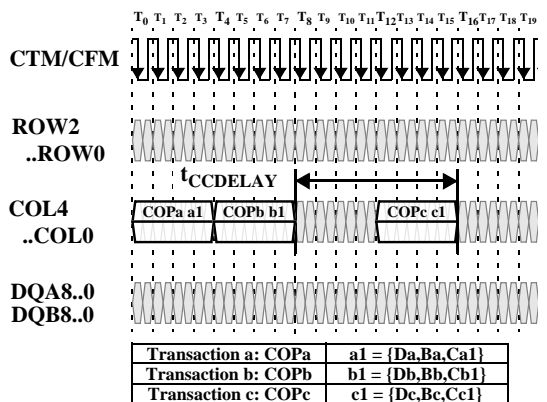 T0 T1 T2 T3 T4 T5 T6 T7 T8 T9 T10 T11 T12 T13 T14 T15 T16 T17 T18 T19
CTM/CFM
ROW2
..ROW0
tCCDELAY
COL4
..COL0
COPa a1 COPb b1 COPc c1
DQA8..0
DQB8..0
Transaction a: COPa a1 = {Da,Ba,Ca1}
Transaction b: COPb b1 = {Db,Bb,Cb1}
Transaction c: COPc c1 = {Dc,Bc,Cc1}